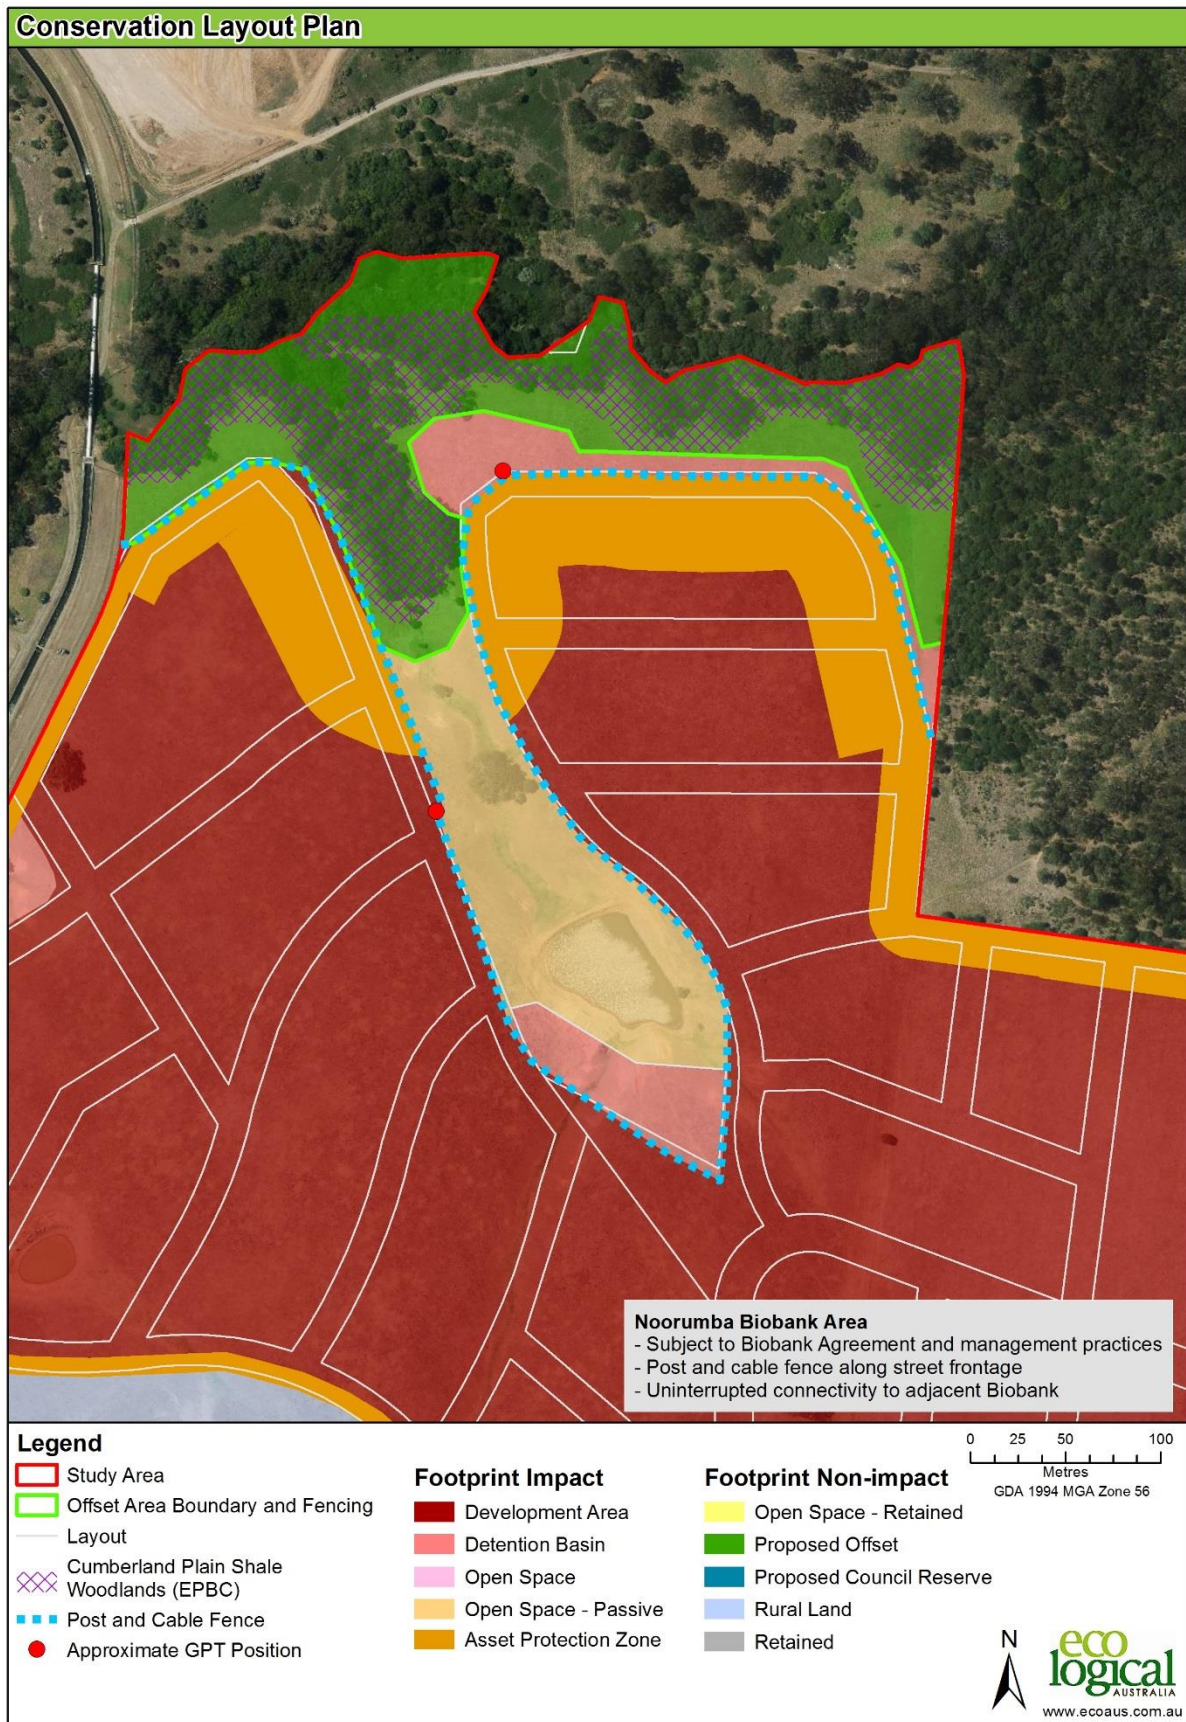 Conservation Layout Plan
Noorumba Biobank Area
- Subject to Biobank Agreement and management practices
- Post and cable fence along street frontage
- Uninterrupted connectivity to adjacent Biobank
Legend
Study Area
Offset Area Boundary and Fencing
Layout
Cumberland Plain Shale
Woodlands (EPBC)
Post and Cable Fence
Approximate GPT Position
Footprint Impact
Development Area
Detention Basin
Open Space
Open Space - Passive
Asset Protection Zone
Footprint Non-impact
Open Space - Retained
Proposed Offset
Proposed Council Reserve
Rural Land
Retained
0 25 50 100
Metres
GDA 1994 MGA Zone 56
N
eco
logical
AUSTRALIA
www.ecoaus.com.au